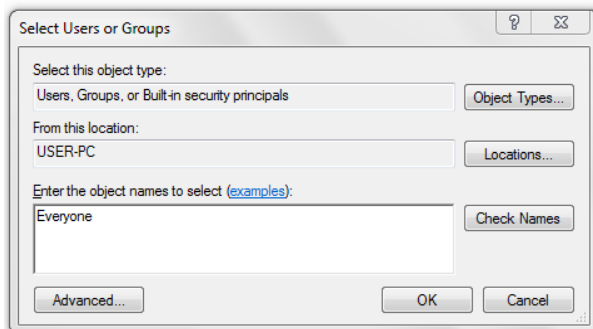 Select Users or Groups
Select this object type:
Users, Groups, or Built-in security principals
Object Types...
From this location:
USER-PC
Locations...
Enter the object names to select (examples):
Everyone
Check Names
Advanced...
OK
Cancel